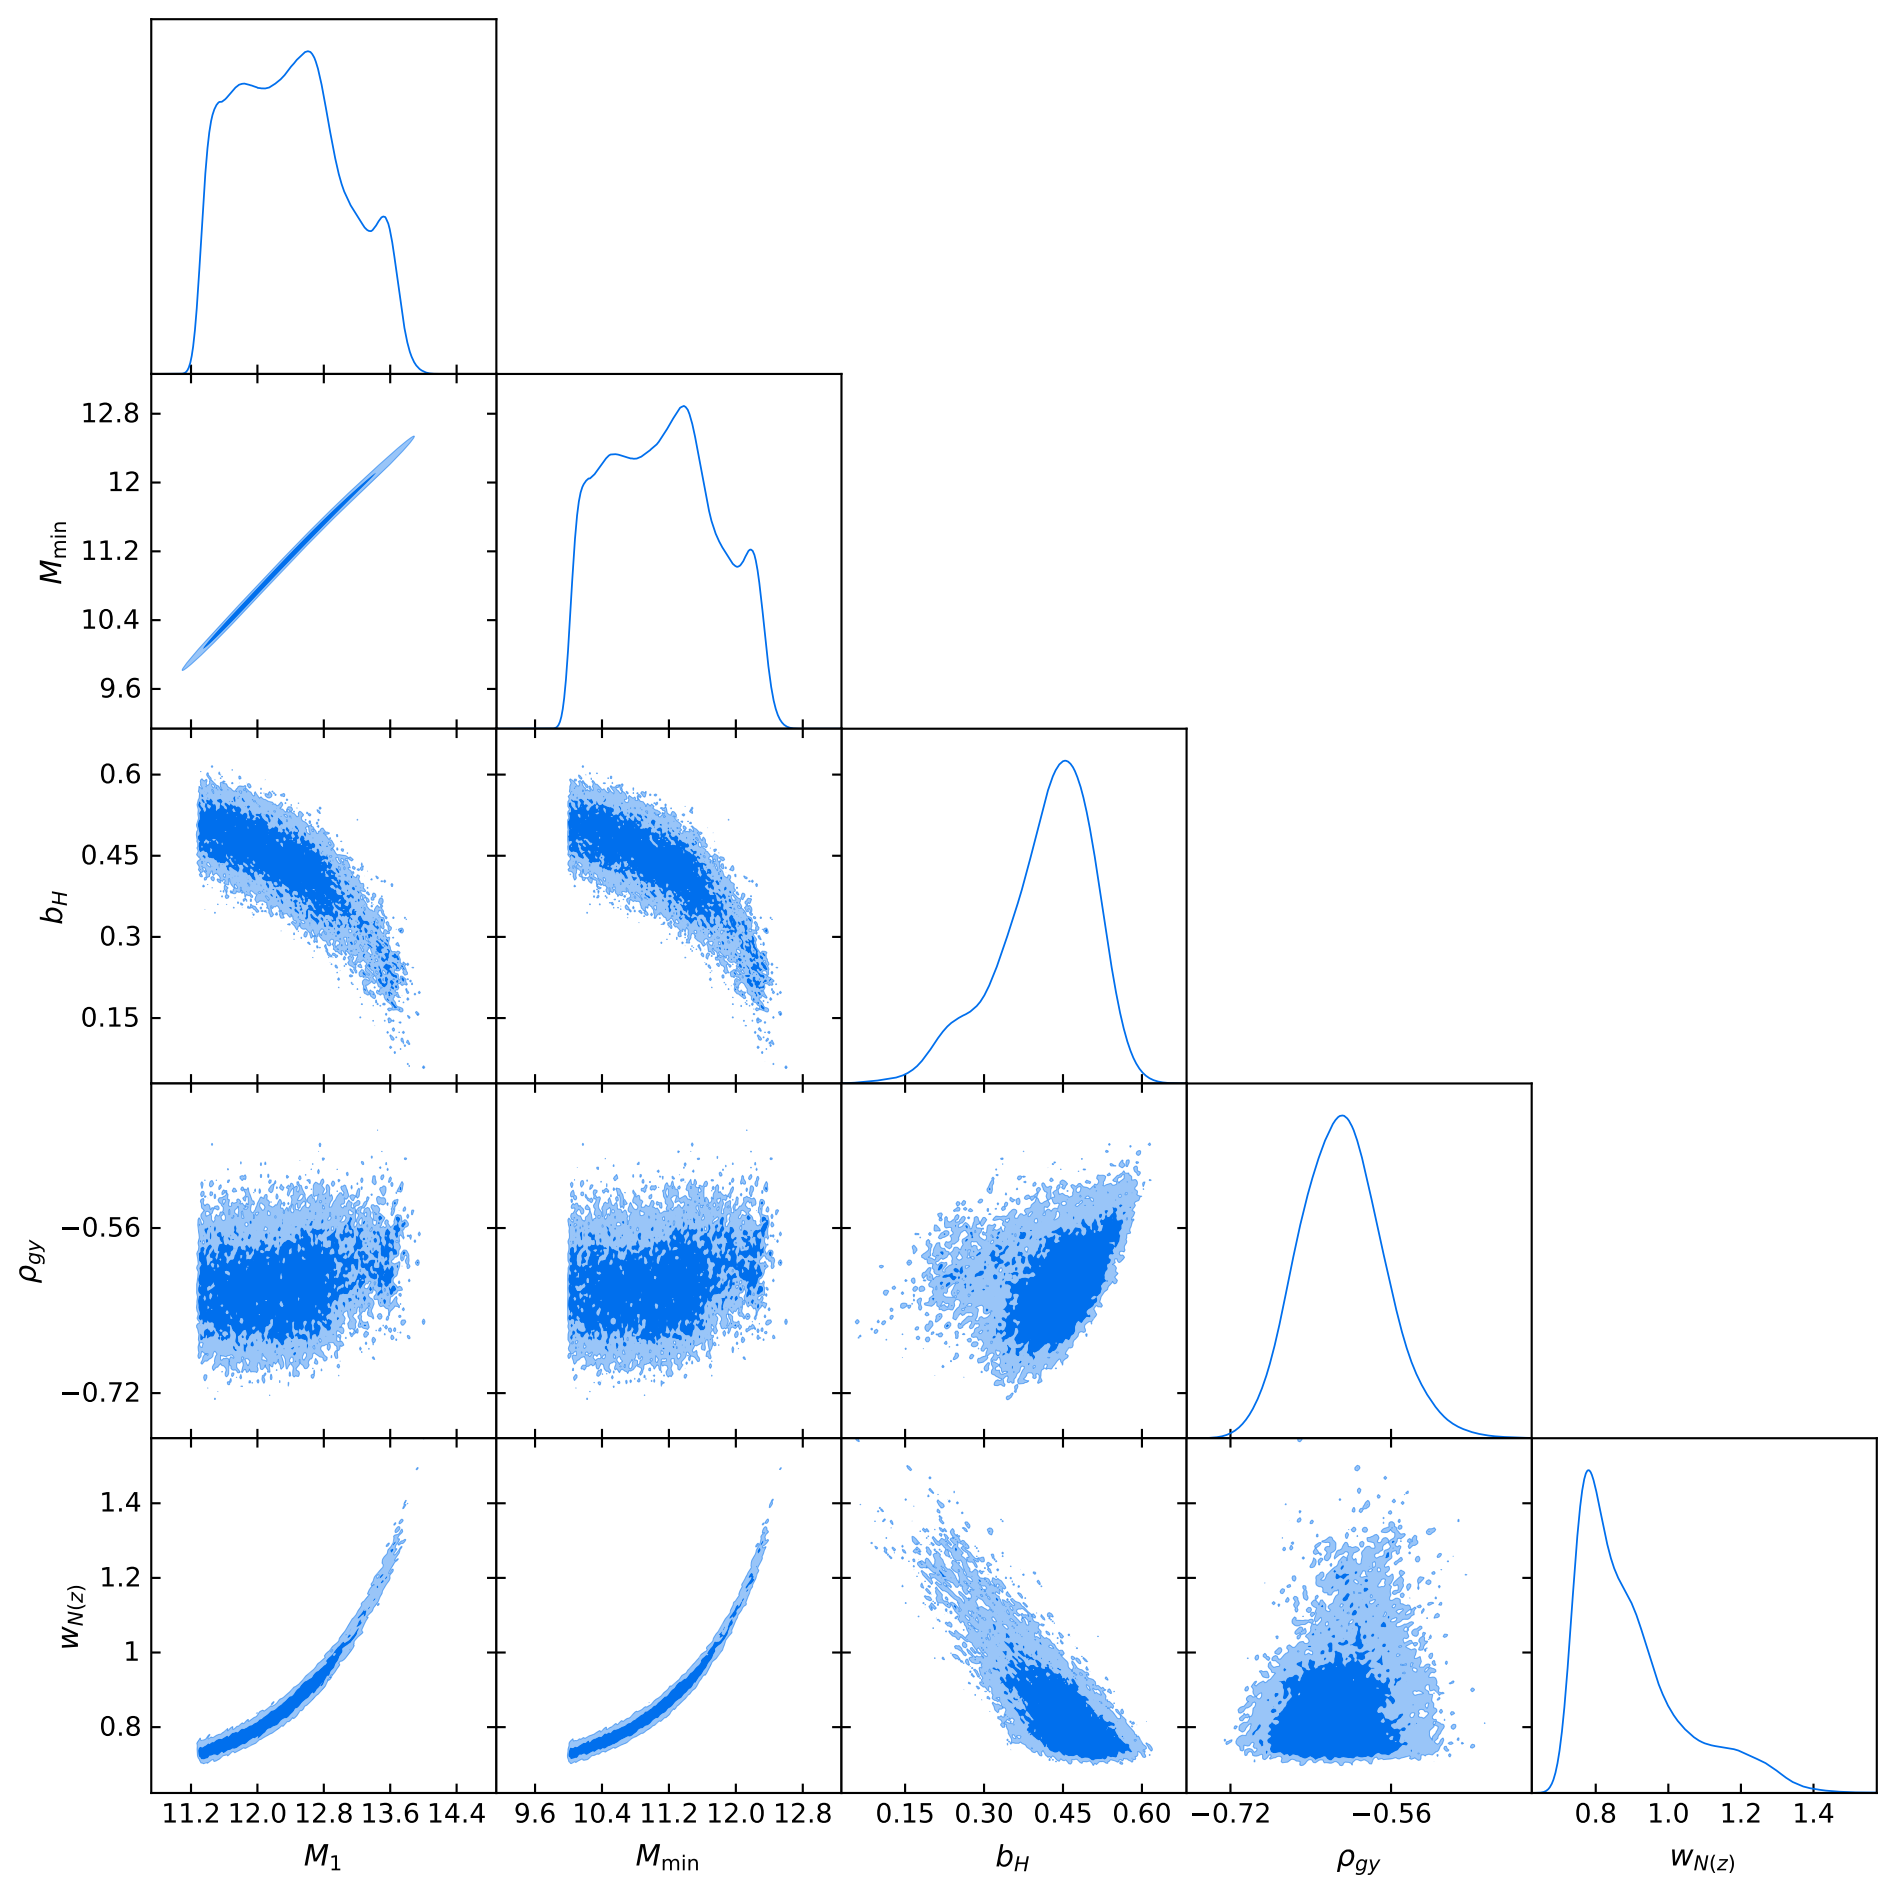 12.8
12
11.2
10.4
9.6
M_min
0.6
0.45
0.3
0.15
b_H
−0.56
−0.72
ρ_gy
1.4
1.2
1
0.8
w_N(z)
11.2 12.0 12.8 13.6 14.4 9.6 10.4 11.2 12.0 12.8 0.15 0.30 0.45 0.60 −0.72 −0.56 0.8 1.0 1.2 1.4
M_1 M_min b_H ρ_gy w_N(z)